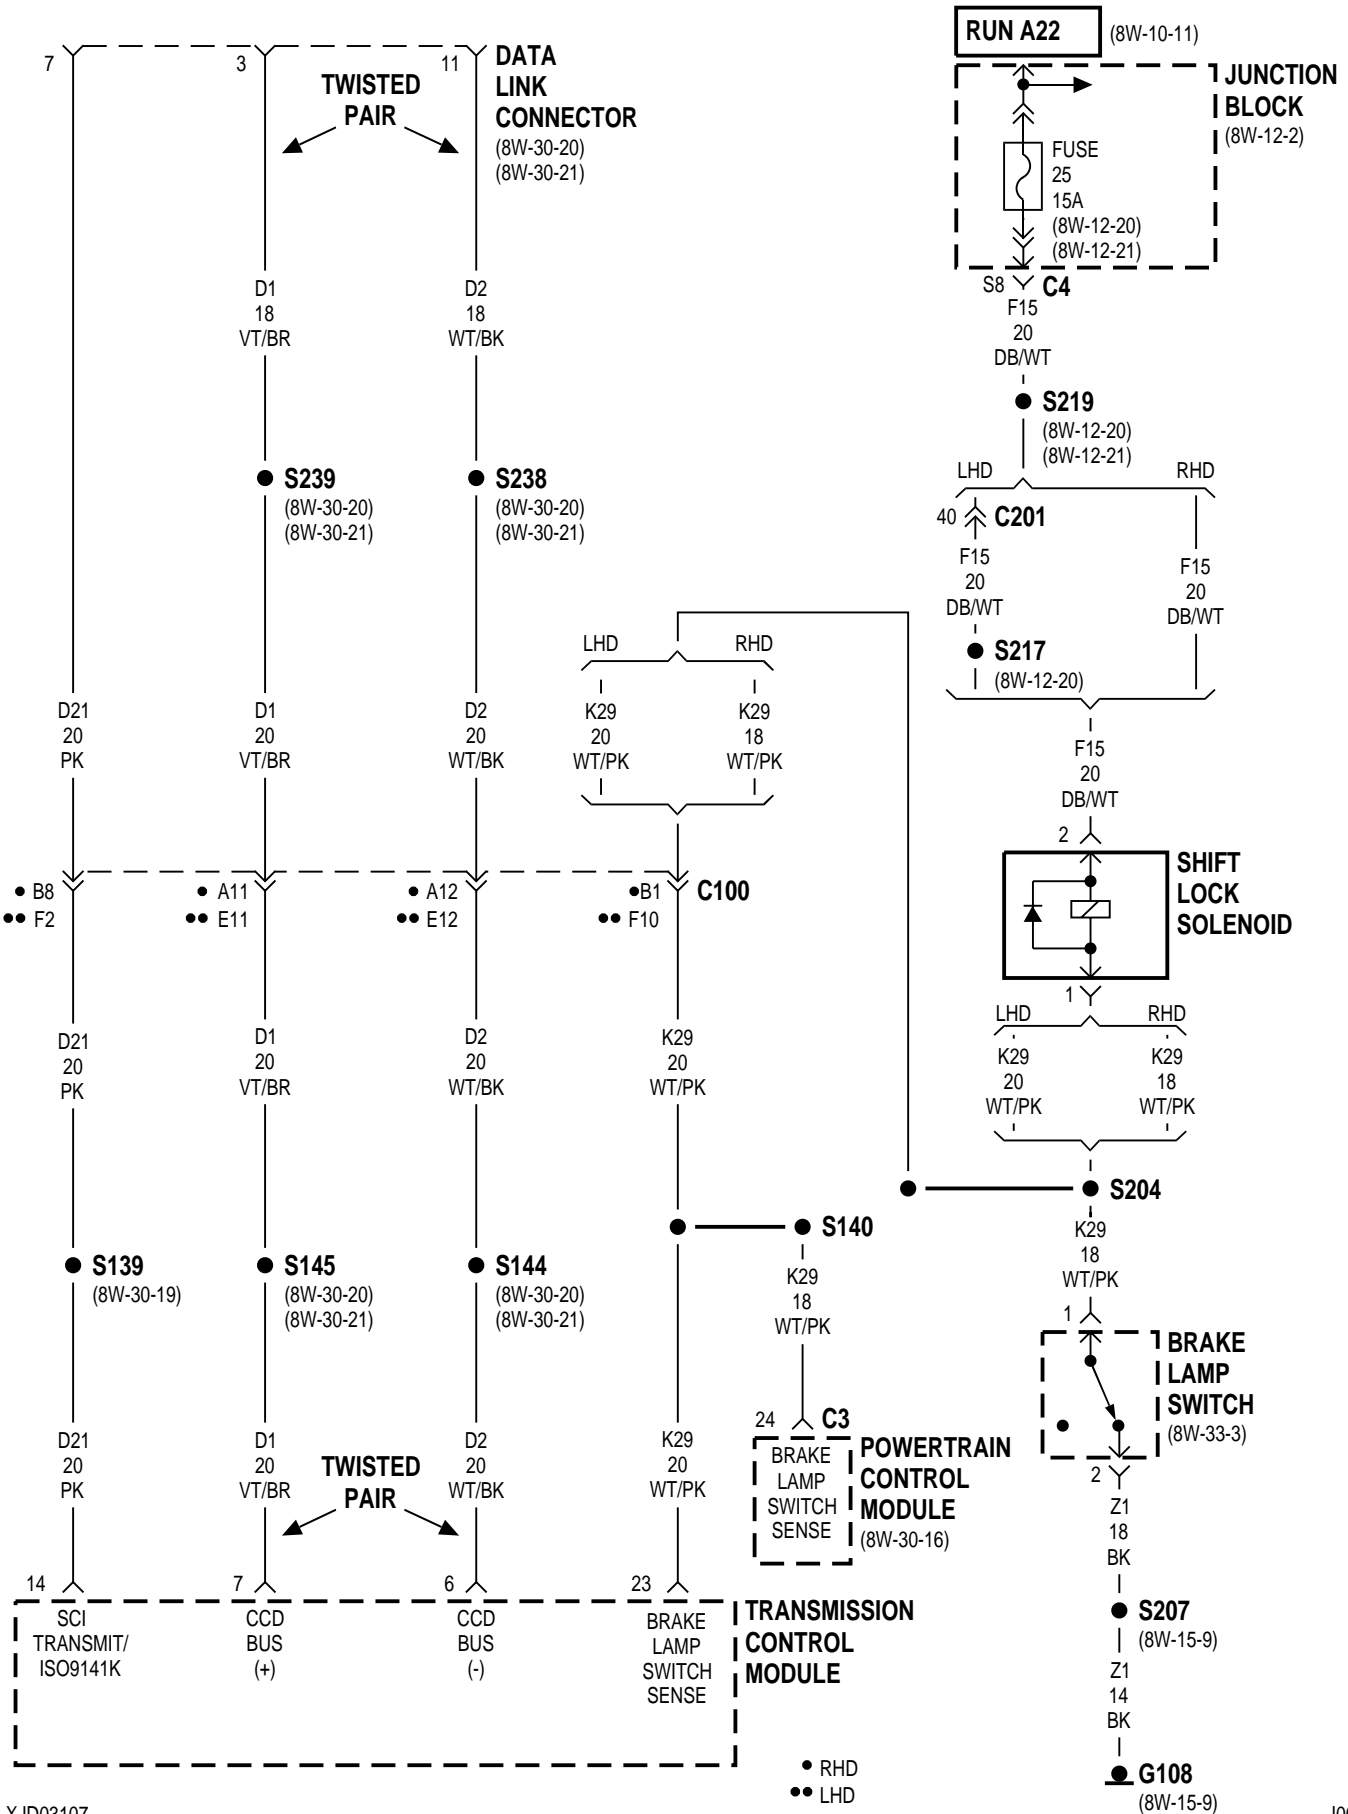 RUN A22 (8W-10-11)
7
3
11
DATA
LINK
CONNECTOR
(8W-30-20)
(8W-30-21)
TWISTED
PAIR
JUNCTION
BLOCK
(8W-12-2)
FUSE
25
15A
(8W-12-20)
(8W-12-21)
S8 C4
F15
20
DB/WT
S219
(8W-12-20)
(8W-12-21)
D1
18
VT/BR
D2
18
WT/BK
S239
(8W-30-20)
(8W-30-21)
S238
(8W-30-20)
(8W-30-21)
LHD
RHD
40 C201
F15
20
DB/WT
F15
20
DB/WT
S217
(8W-12-20)
LHD
RHD
D21
20
PK
D1
20
VT/BR
D2
20
WT/BK
K29
20
WT/PK
K29
18
WT/PK
F15
20
DB/WT
2
SHIFT
LOCK
SOLENOID
1
• B8
•• F2
• A11
•• E11
• A12
•• E12
•B1
•• F10
C100
LHD
RHD
K29
20
WT/PK
K29
18
WT/PK
D21
20
PK
D1
20
VT/BR
D2
20
WT/BK
K29
20
WT/PK
S204
S140
K29
18
WT/PK
K29
18
WT/PK
S139
(8W-30-19)
S145
(8W-30-20)
(8W-30-21)
S144
(8W-30-20)
(8W-30-21)
1
BRAKE
LAMP
SWITCH
(8W-33-3)
2
24 C3
BRAKE
LAMP
SWITCH
SENSE
POWERTRAIN
CONTROL
MODULE
(8W-30-16)
D21
20
PK
D1
20
VT/BR
TWISTED
PAIR
D2
20
WT/BK
K29
20
WT/PK
Z1
18
BK
14
7
6
23
SCI
TRANSMIT/
ISO9141K
CCD
BUS
(+)
CCD
BUS
(-)
BRAKE
LAMP
SWITCH
SENSE
TRANSMISSION
CONTROL
MODULE
S207
(8W-15-9)
Z1
14
BK
G108
(8W-15-9)
• RHD
•• LHD